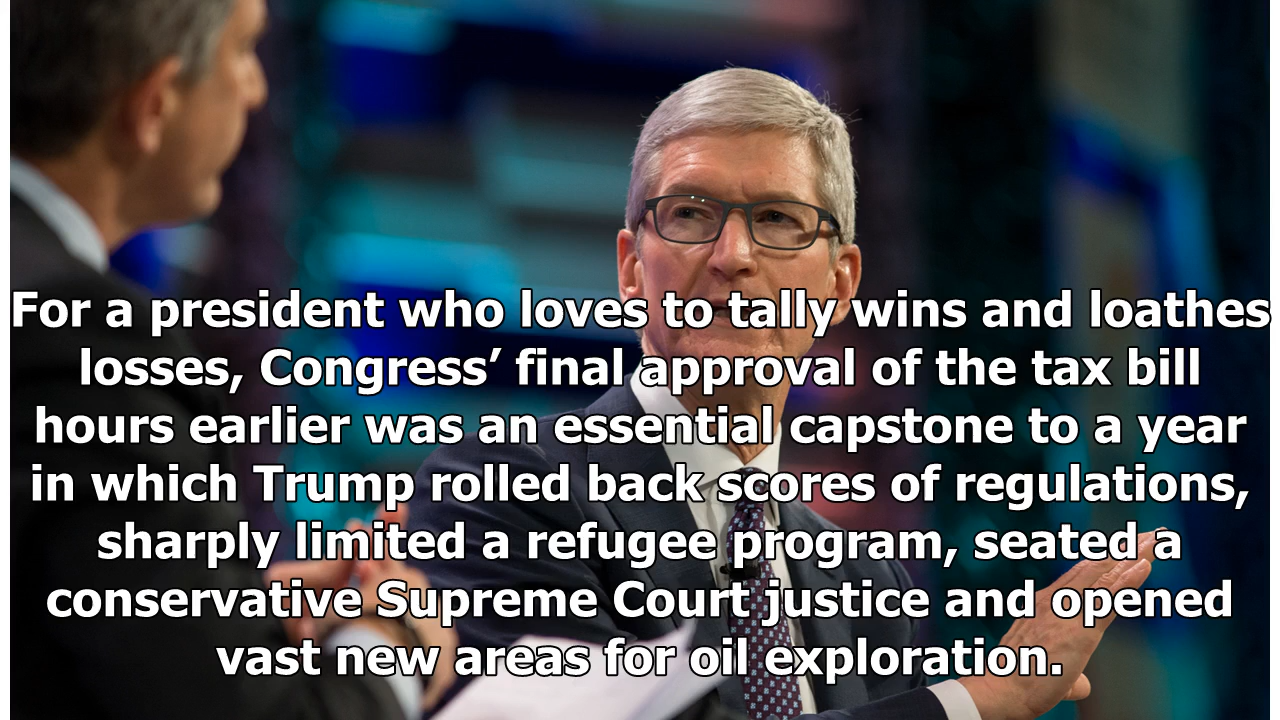 For a president who loves to tally wins and loathes
losses, Congress’ final approval of the tax bill
hours earlier was an essential capstone to a year
in which Trump rolled back scores of regulations,
sharply limited a refugee program, seated a
conservative Supreme Court justice and opened
vast new areas for oil exploration.